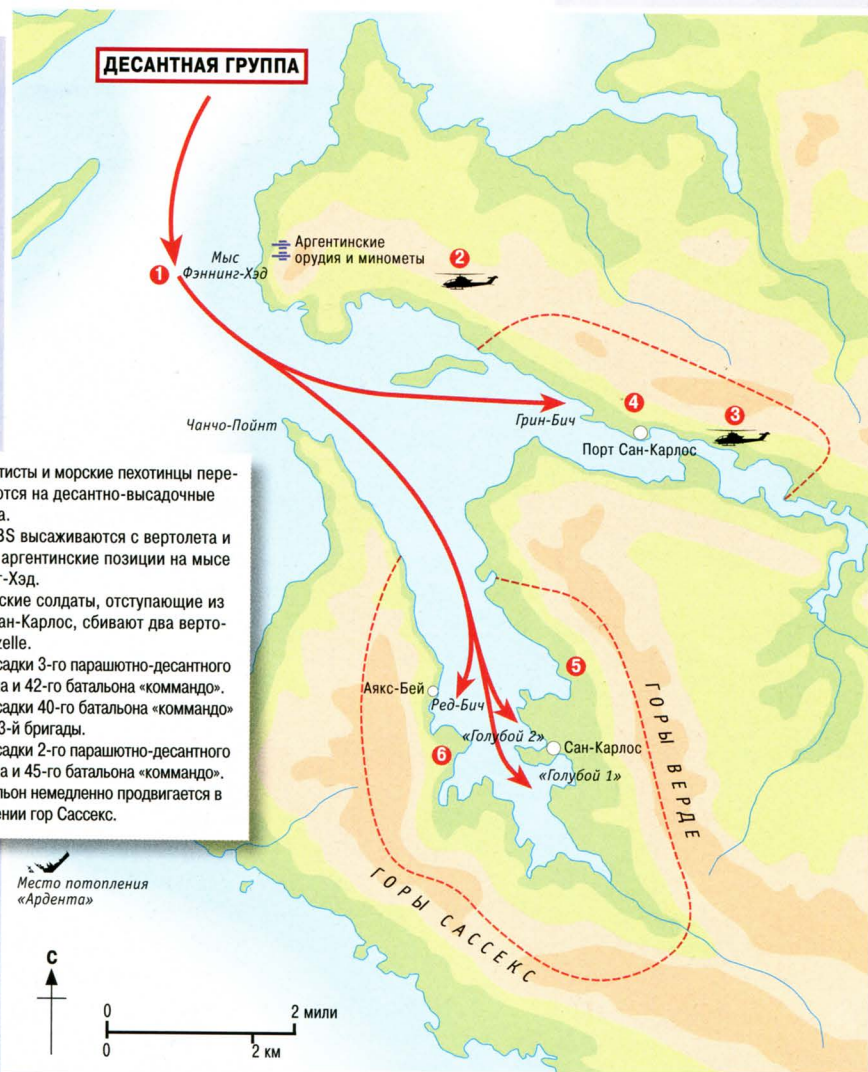 ДЕСАНТНАЯ ГРУППА
1
Мыс
Фэннинг-Хэд
Аргентинские
орудия и минометы
2
Чанчо-Пойнт
Грин-Бич
4
3
Порт Сан-Карлос
тисты и морские пехотинцы пере-
ются на десантно-высадочные
а.
BS высаживаются с вертолета и
аргентинские позиции на мысе
г-Хэд.
ские солдаты, отступающие из
ан-Карлос, сбивают два верто-
zelle.
садки 3-го парашютно-десантного
а и 42-го батальона «коммандо».
садки 40-го батальона «коммандо»
3-й бригады.
садки 2-го парашютно-десантного
а и 45-го батальона «коммандо».
льон немедленно продвигается в
ении гор Сассекс.
5
Аякс-Бей
Ред-Бич
«Голубой 2»
Сан-Карлос
6
«Голубой 1»
ГОРЫ ВЕРДЕ
ГОРЫ САССЕКС
Место потопления
«Ардента»
С
0 2 мили
0 2 км